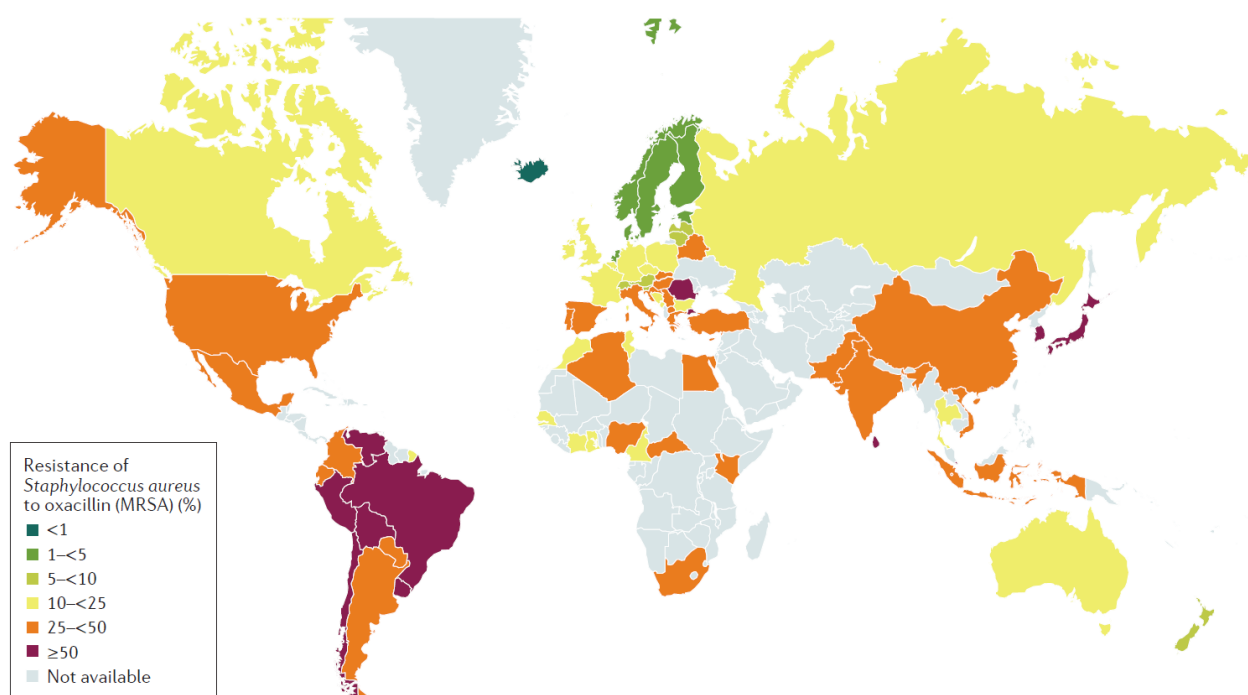 Resistance of
Staphylococcus aureus
to oxacillin (MRSA) (%)
<1
1–<5
5–<10
10–<25
25–<50
≥50
Not available